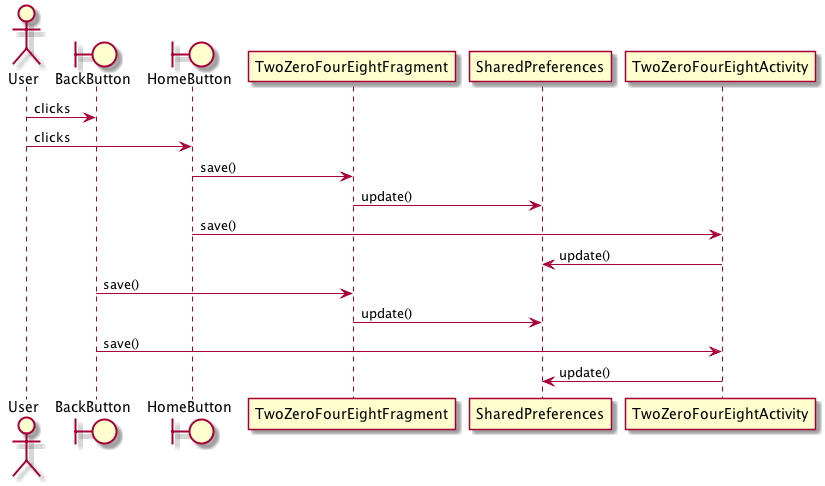 User
BackButton
HomeButton
TwoZeroFourEightFragment
SharedPreferences
TwoZeroFourEightActivity
clicks
clicks
save()
update()
save()
update()
save()
update()
save()
update()
User
BackButton
HomeButton
TwoZeroFourEightFragment
SharedPreferences
TwoZeroFourEightActivity